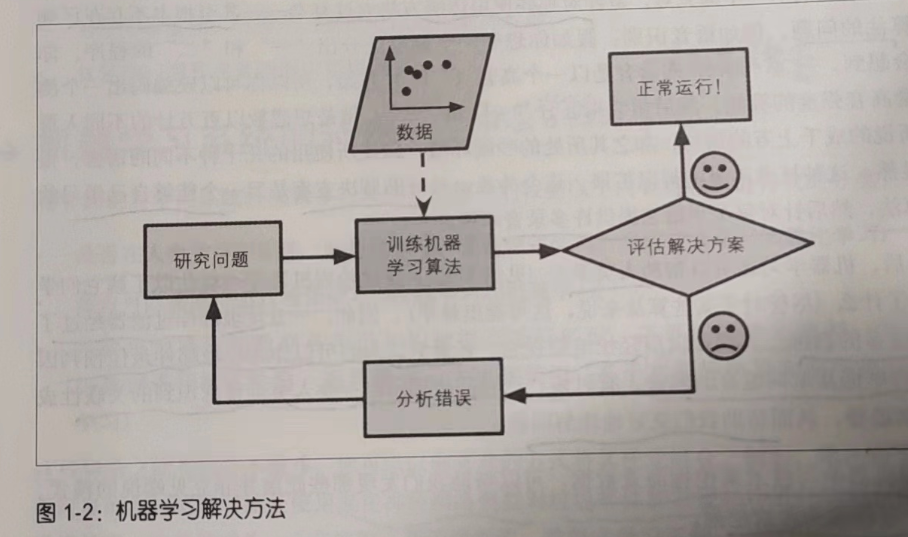 数据
正常运行!
研究问题
训练机器
学习算法
评估解决方案
分析错误
图 1-2：机器学习解决方法